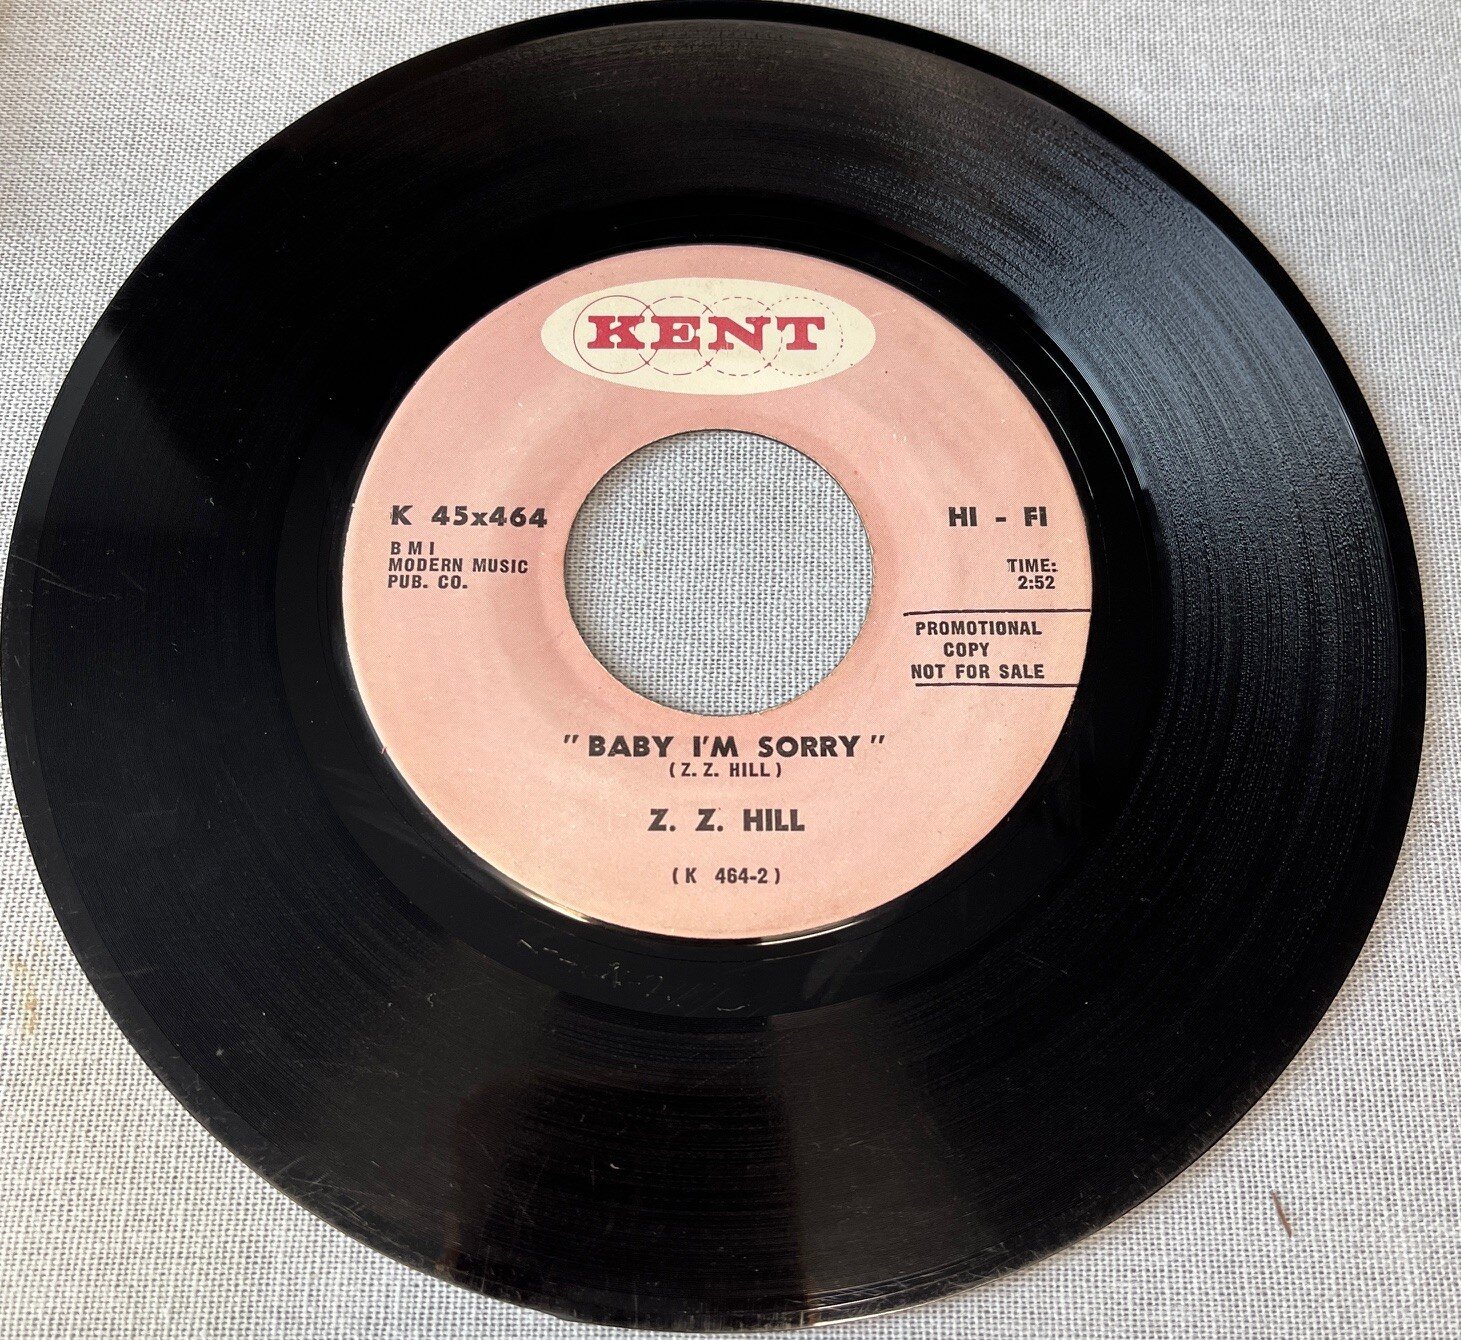 KENT
K 45x464
BMI
MODERN MUSIC
PUB. CO.
HI - FI
TIME:
2:52
PROMOTIONAL
COPY
NOT FOR SALE
"BABY I'M SORRY"
(Z. Z. HILL)
Z. Z. HILL
(K 464-2)